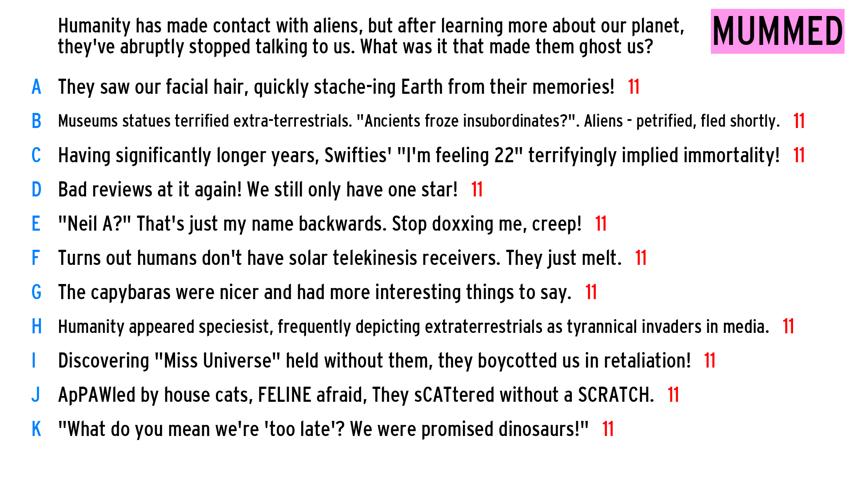 Humanity has made contact with aliens, but after learning more about our planet,
they've abruptly stopped talking to us. What was it that made them ghost us?
MUMMED
A They saw our facial hair, quickly stache-ing Earth from their memories! 11
B Museums statues terrified extra-terrestrials. "Ancients froze insubordinates?". Aliens - petrified, fled shortly. 11
C Having significantly longer years, Swifties' "I'm feeling 22" terrifyingly implied immortality! 11
D Bad reviews at it again! We still only have one star! 11
E "Neil A?" That's just my name backwards. Stop doxxing me, creep! 11
F Turns out humans don't have solar telekinesis receivers. They just melt. 11
G The capybaras were nicer and had more interesting things to say. 11
H Humanity appeared speciesist, frequently depicting extraterrestrials as tyrannical invaders in media. 11
I Discovering "Miss Universe" held without them, they boycotted us in retaliation! 11
J ApPAWled by house cats, FELINE afraid, They sCATtered without a SCRATCH. 11
K "What do you mean we're 'too late'? We were promised dinosaurs!" 11